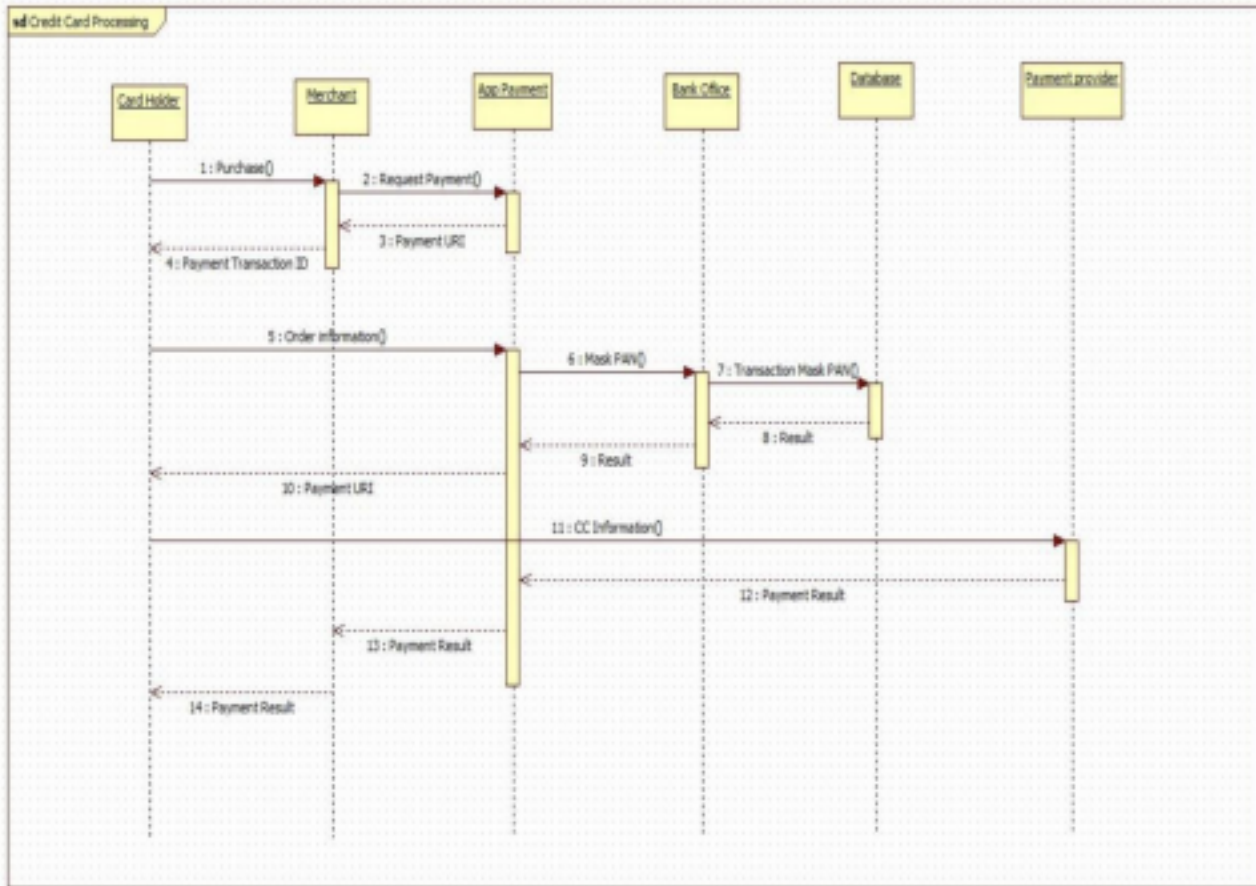 sd Credit Card Processing
Card Holder
Merchant
App Payment
Bank Office
Database
Payment provider
1 : Purchase()
2 : Request Payment()
3 : Payment URI
4 : Payment Transaction ID
5 : Order information()
6 : Mask PAN()
7 : Transaction Mask PAN()
8 : Result
9 : Result
10 : Payment URI
11 : CC Information()
12 : Payment Result
13 : Payment Result
14 : Payment Result